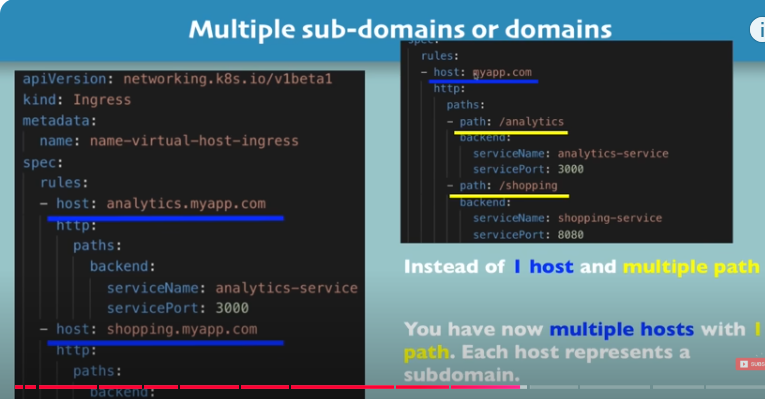 Multiple sub-domains or domains
apiVersion: networking.k8s.io/v1beta1
kind: Ingress
metadata:
name: name-virtual-host-ingress
spec:
rules:
- host: analytics.myapp.com
http:
paths:
backend:
serviceName: analytics-service
servicePort: 3000
- host: shopping.myapp.com
http:
paths:
backend:
spec:
rules:
- host: myapp.com
http:
paths:
- path: /analytics
backend:
serviceName: analytics-service
servicePort: 3000
- path: /shopping
backend:
serviceName: shopping-service
servicePort: 8080
Instead of 1 host and multiple path
You have now multiple hosts with 1
path. Each host represents a
subdomain.